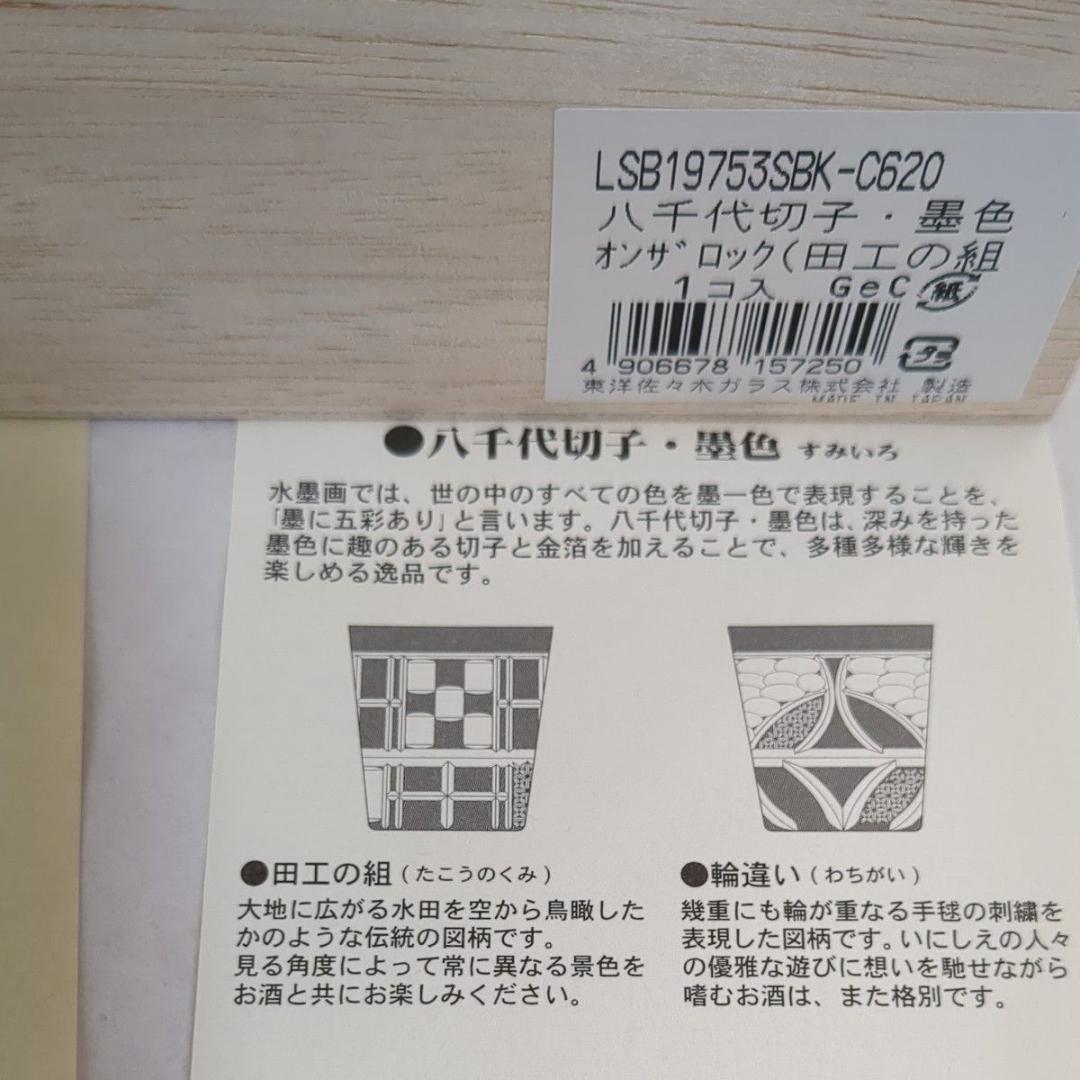 LSB19753SBK-C620
八千代切子・墨色
オンザロック(田工の組
1コ入 GeC 紙
4 906678 157250
プラ
東洋佐々木ガラス株式会社 製造
MADE IN JAPAN
●八千代切子・墨色 すみいろ
水墨画では、世の中のすべての色を墨一色で表現することを、
「墨に五彩あり」と言います。八千代切子・墨色は、深みを持った
墨色に趣のある切子と金箔を加えることで、多種多様な輝きを
楽しめる逸品です。
●田工の組(たこうのくみ)
大地に広がる水田を空から鳥瞰した
かのような伝統の図柄です。
見る角度によって常に異なる景色を
お酒と共にお楽しみください。
●輪違い(わちがい)
幾重にも輪が重なる手毬の刺繍を
表現した図柄です。いにしえの人々
の優雅な遊びに想いを馳せながら
嗜むお酒は、また格別です。